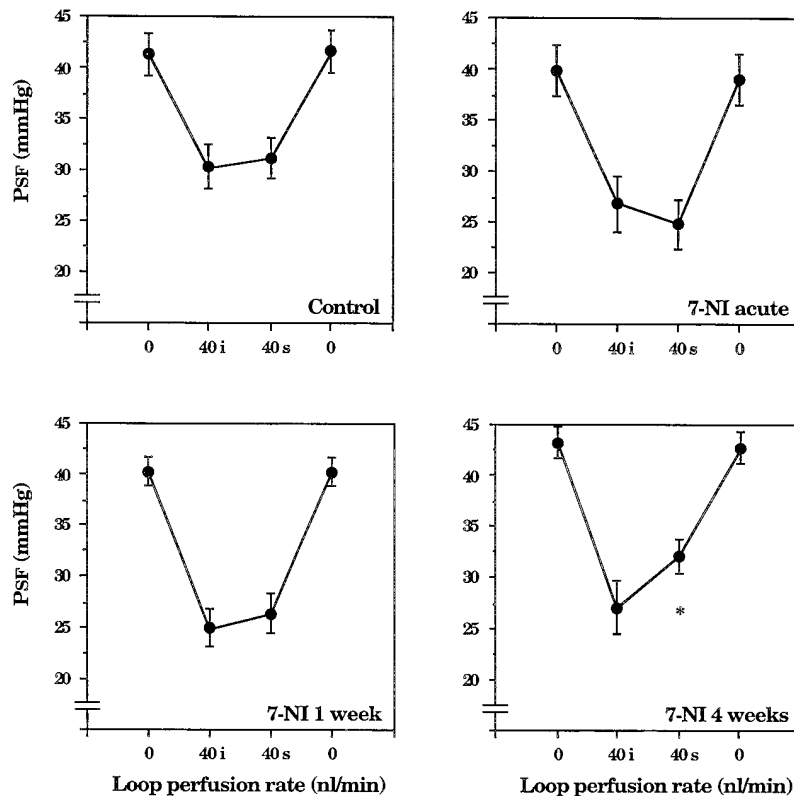 45
40
35
30
25
20
PSF (mmHg)
Control
0 40 i 40 s 0
45
40
35
30
25
20
7-NI acute
0 40 i 40 s 0
45
40
35
30
25
20
PSF (mmHg)
7-NI 1 week
0 40 i 40 s 0
Loop perfusion rate (nl/min)
45
40
35
30
25
20
*
7-NI 4 weeks
0 40 i 40 s 0
Loop perfusion rate (nl/min)